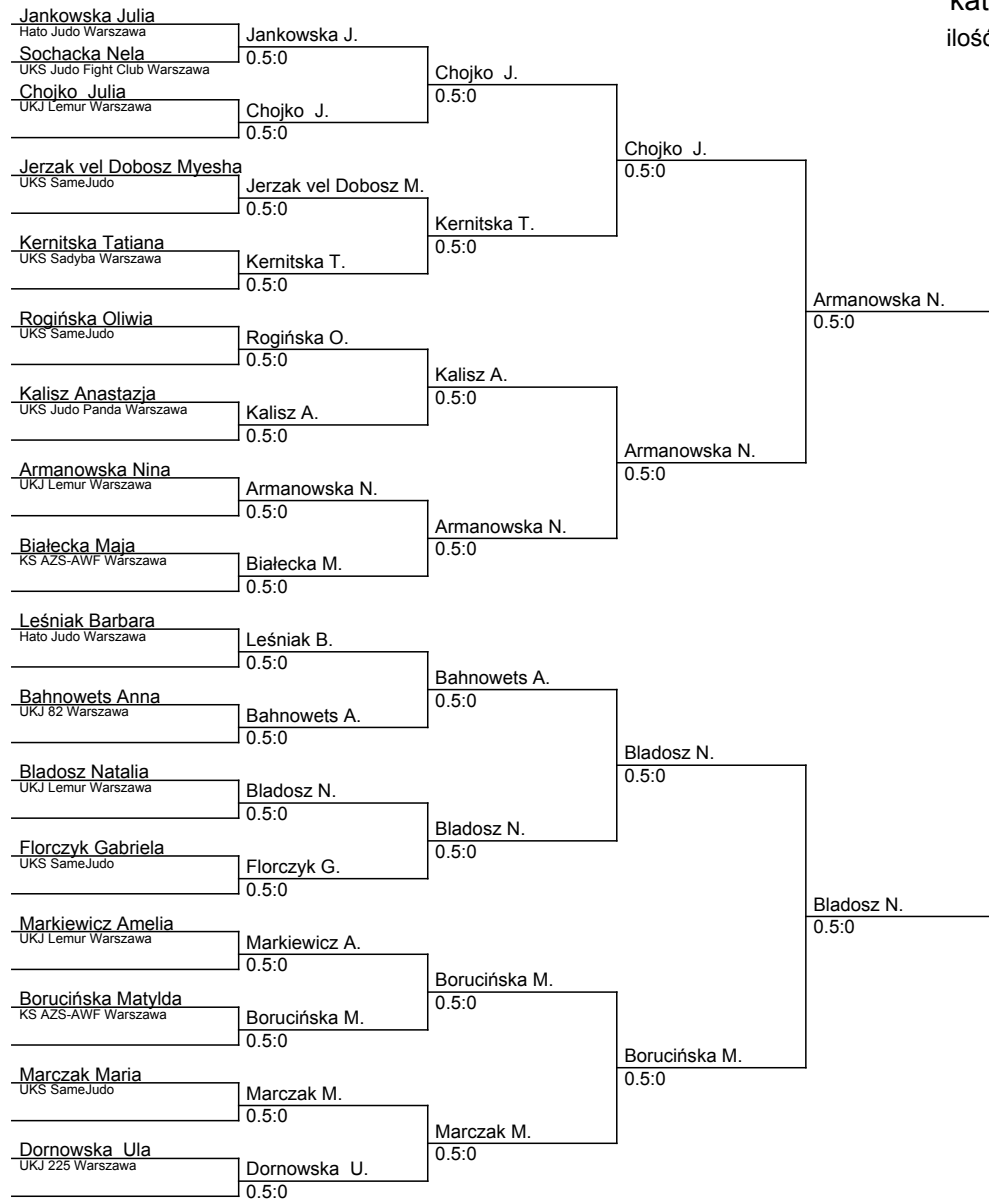 kat
ilość
Jankowska Julia
Hato Judo Warszawa
Sochacka Nela
UKS Judo Fight Club Warszawa
Chojko Julia
UKJ Lemur Warszawa
Jerzak vel Dobosz Myesha
UKS SameJudo
Kernitska Tatiana
UKS Sadyba Warszawa
Rogińska Oliwia
UKS SameJudo
Kalisz Anastazja
UKS Judo Panda Warszawa
Armanowska Nina
UKJ Lemur Warszawa
Białecka Maja
KS AZS-AWF Warszawa
Leśniak Barbara
Hato Judo Warszawa
Bahnowets Anna
UKJ 82 Warszawa
Bladosz Natalia
UKJ Lemur Warszawa
Florczyk Gabriela
UKS SameJudo
Markiewicz Amelia
UKJ Lemur Warszawa
Borucińska Matylda
KS AZS-AWF Warszawa
Marczak Maria
UKS SameJudo
Dornowska Ula
UKJ 225 Warszawa
Jankowska J.
0.5:0
Chojko J.
0.5:0
Jerzak vel Dobosz M.
0.5:0
Kernitska T.
0.5:0
Rogińska O.
0.5:0
Kalisz A.
0.5:0
Armanowska N.
0.5:0
Białecka M.
0.5:0
Leśniak B.
0.5:0
Bahnowets A.
0.5:0
Bladosz N.
0.5:0
Florczyk G.
0.5:0
Markiewicz A.
0.5:0
Borucińska M.
0.5:0
Marczak M.
0.5:0
Dornowska U.
0.5:0
Chojko J.
0.5:0
Kernitska T.
0.5:0
Kalisz A.
0.5:0
Armanowska N.
0.5:0
Bahnowets A.
0.5:0
Bladosz N.
0.5:0
Borucińska M.
0.5:0
Marczak M.
0.5:0
Chojko J.
0.5:0
Armanowska N.
0.5:0
Bladosz N.
0.5:0
Borucińska M.
0.5:0
Armanowska N.
0.5:0
Bladosz N.
0.5:0